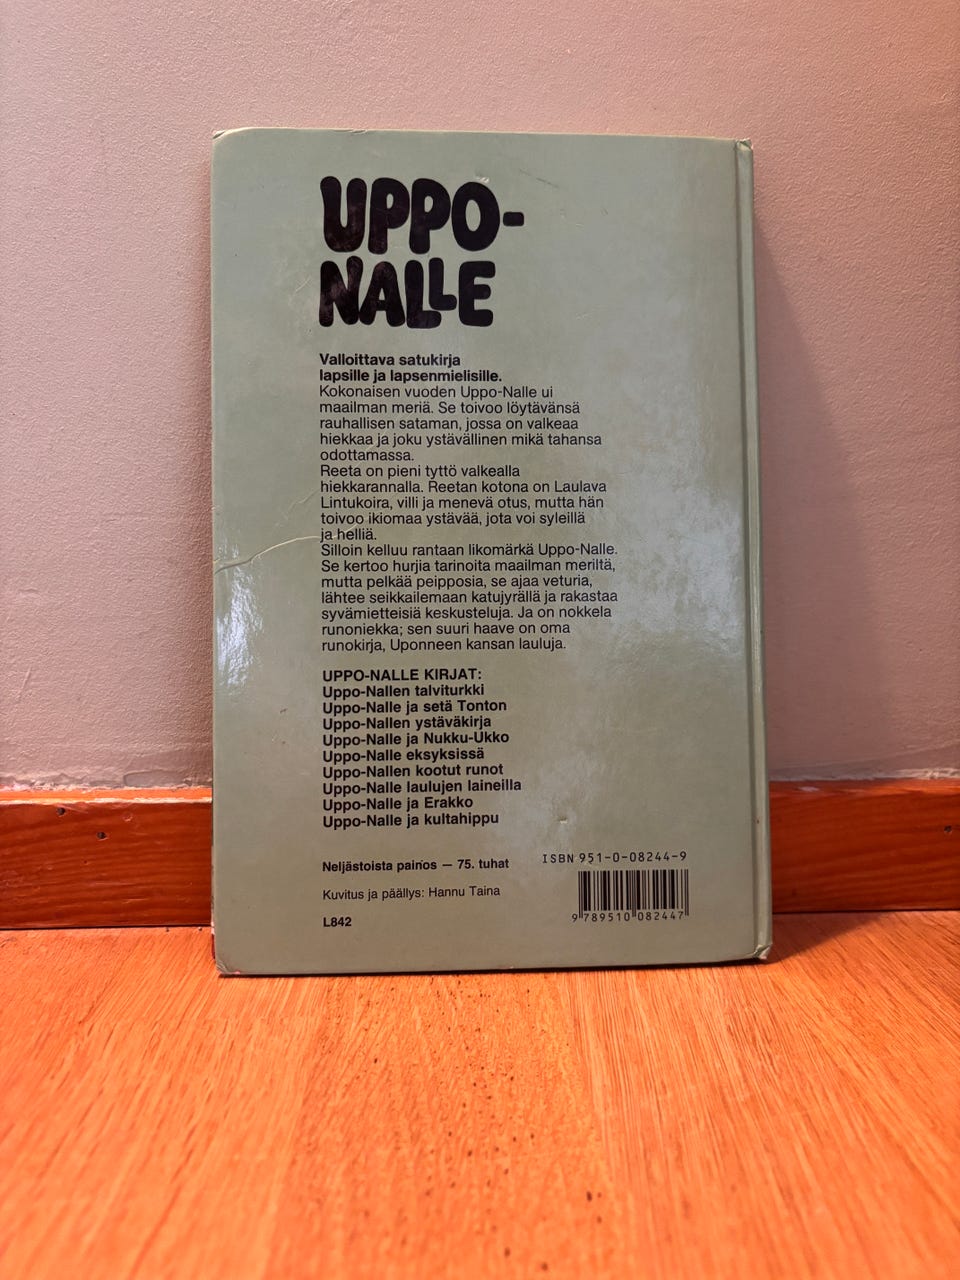 UPPO-
NALLE
Valloittava satukirja
lapsille ja lapsenmielisille.
Kokonaisen vuoden Uppo-Nalle ui
maailman meriä. Se toivoo löytävänsä
rauhallisen sataman, jossa on valkeaa
hiekkaa ja joku ystävällinen mikä tahansa
odottamassa.
Reeta on pieni tyttö valkealla
hiekkarannalla. Reetan kotona on Laulava
Lintukoira, villi ja menevä otus, mutta hän
toivoo ikiomaa ystävää, jota voi syleillä
ja helliä.
Silloin kelluu rantaan likomärkä Uppo-Nalle.
Se kertoo hurjia tarinoita maailman meriltä,
mutta pelkää peipposia, se ajaa veturia,
lähtee seikkailemaan katujyrällä ja rakastaa
syvämietteisiä keskusteluja. Ja on nokkela
runoniekka; sen suuri haave on oma
runokirja, Uponneen kansan lauluja.
UPPO-NALLE KIRJAT:
Uppo-Nallen talviturkki
Uppo-Nalle ja setä Tonton
Uppo-Nallen ystäväkirja
Uppo-Nalle ja Nukku-Ukko
Uppo-Nalle eksyksissä
Uppo-Nallen kootut runot
Uppo-Nalle laulujen laineilla
Uppo-Nalle ja Erakko
Uppo-Nalle ja kultahippu
Neljästoista painos — 75. tuhat
Kuvitus ja päällys: Hannu Taina
L842
ISBN 951-0-08244-9
9 789510 082447